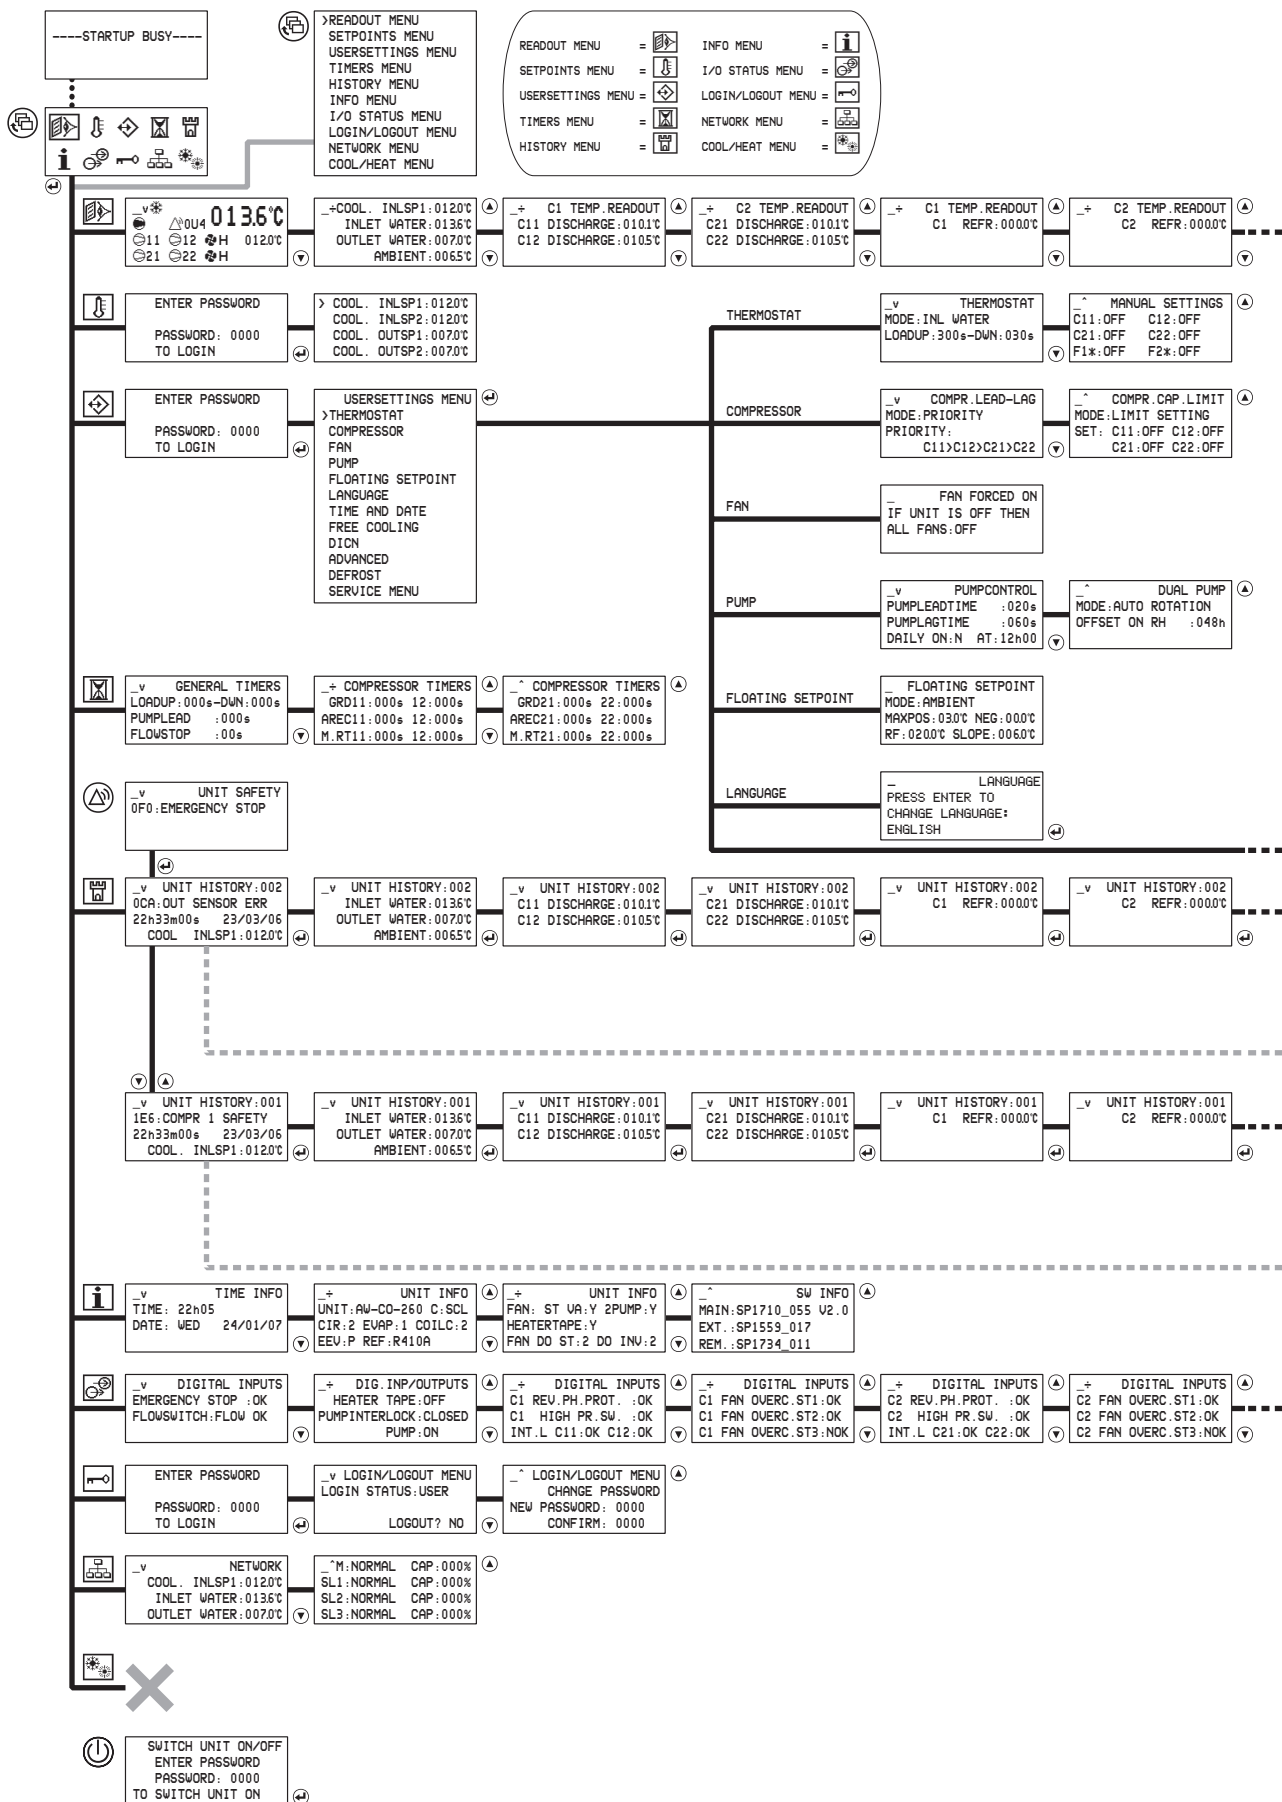 ----STARTUP BUSY----
>READOUT MENU
SETPOINTS MENU
USERSETTINGS MENU
TIMERS MENU
HISTORY MENU
INFO MENU
I/O STATUS MENU
LOGIN/LOGOUT MENU
NETWORK MENU
COOL/HEAT MENU
READOUT MENU =
SETPOINTS MENU =
USERSETTINGS MENU =
TIMERS MENU =
HISTORY MENU =
INFO MENU =
I/O STATUS MENU =
LOGIN/LOGOUT MENU =
NETWORK MENU =
COOL/HEAT MENU =
_v
0U4 013.6°C
11 12 H 012.0°C
21 22 H
_÷COOL. INLSP1:012.0°C
INLET WATER:013.6°C
OUTLET WATER:007.0°C
AMBIENT:006.5°C
_÷ C1 TEMP.READOUT
C11 DISCHARGE:010.1°C
C12 DISCHARGE:010.5°C
_÷ C2 TEMP.READOUT
C21 DISCHARGE:010.1°C
C22 DISCHARGE:010.5°C
_÷ C1 TEMP.READOUT
C1 REFR:000.0°C
_÷ C2 TEMP.READOUT
C2 REFR:000.0°C
ENTER PASSWORD
PASSWORD: 0000
TO LOGIN
> COOL. INLSP1:012.0°C
COOL. INLSP2:012.0°C
COOL. OUTSP1:007.0°C
COOL. OUTSP2:007.0°C
THERMOSTAT
_v THERMOSTAT
MODE:INL WATER
LOADUP:300s-DWN:030s
_^ MANUAL SETTINGS
C11:OFF C12:OFF
C21:OFF C22:OFF
F1*:OFF F2*:OFF
ENTER PASSWORD
PASSWORD: 0000
TO LOGIN
USERSETTINGS MENU
>THERMOSTAT
COMPRESSOR
FAN
PUMP
FLOATING SETPOINT
LANGUAGE
TIME AND DATE
FREE COOLING
DICN
ADVANCED
DEFROST
SERVICE MENU
COMPRESSOR
_v COMPR.LEAD-LAG
MODE:PRIORITY
PRIORITY:
C11>C12>C21>C22
_^ COMPR.CAP.LIMIT
MODE:LIMIT SETTING
SET: C11:OFF C12:OFF
C21:OFF C22:OFF
FAN
_ FAN FORCED ON
IF UNIT IS OFF THEN
ALL FANS:OFF
PUMP
_v PUMPCONTROL
PUMPLEADTIME :020s
PUMPLAGTIME :060s
DAILY ON:N AT:12h00
_^ DUAL PUMP
MODE:AUTO ROTATION
OFFSET ON RH :048h
_v GENERAL TIMERS
LOADUP:000s-DWN:000s
PUMPLEAD :000s
FLOWSTOP :00s
_÷ COMPRESSOR TIMERS
GRD11:000s 12:000s
AREC11:000s 12:000s
M.RT11:000s 12:000s
_^ COMPRESSOR TIMERS
GRD21:000s 22:000s
AREC21:000s 22:000s
M.RT21:000s 22:000s
FLOATING SETPOINT
_ FLOATING SETPOINT
MODE:AMBIENT
MAXPOS:03.0°C NEG:00.0°C
RF:020.0°C SLOPE:006.0°C
_v UNIT SAFETY
0F0:EMERGENCY STOP
LANGUAGE
_ LANGUAGE
PRESS ENTER TO
CHANGE LANGUAGE:
ENGLISH
_v UNIT HISTORY:002
0CA:OUT SENSOR ERR
22h33m00s 23/03/06
COOL INLSP1:012.0°C
_v UNIT HISTORY:002
INLET WATER:013.6°C
OUTLET WATER:007.0°C
AMBIENT:006.5°C
_v UNIT HISTORY:002
C11 DISCHARGE:010.1°C
C12 DISCHARGE:010.5°C
_v UNIT HISTORY:002
C21 DISCHARGE:010.1°C
C22 DISCHARGE:010.5°C
_v UNIT HISTORY:002
C1 REFR:000.0°C
_v UNIT HISTORY:002
C2 REFR:000.0°C
_v UNIT HISTORY:001
1E6:COMPR 1 SAFETY
22h33m00s 23/03/06
COOL. INLSP1:012.0°C
_v UNIT HISTORY:001
INLET WATER:013.6°C
OUTLET WATER:007.0°C
AMBIENT:006.5°C
_v UNIT HISTORY:001
C11 DISCHARGE:010.1°C
C12 DISCHARGE:010.5°C
_v UNIT HISTORY:001
C21 DISCHARGE:010.1°C
C22 DISCHARGE:010.5°C
_v UNIT HISTORY:001
C1 REFR:000.0°C
_v UNIT HISTORY:001
C2 REFR:000.0°C
_v TIME INFO
TIME: 22h05
DATE: WED 24/01/07
_÷ UNIT INFO
UNIT:AW-CO-260 C:SCL
CIR:2 EVAP:1 COILC:2
EEV:P REF:R410A
_÷ UNIT INFO
FAN: ST VA:Y 2PUMP:Y
HEATERTAPE:Y
FAN DO ST:2 DO INV:2
_^ SW INFO
MAIN:SP1710_055 V2.0
EXT.:SP1559_017
REM.:SP1734_011
_v DIGITAL INPUTS
EMERGENCY STOP :OK
FLOWSWITCH:FLOW OK
_÷ DIG.INP/OUTPUTS
HEATER TAPE:OFF
PUMPINTERLOCK:CLOSED
PUMP:ON
_÷ DIGITAL INPUTS
C1 REV.PH.PROT. :OK
C1 HIGH PR.SW. :OK
INT.L C11:OK C12:OK
_÷ DIGITAL INPUTS
C1 FAN OVERC.ST1:OK
C1 FAN OVERC.ST2:OK
C1 FAN OVERC.ST3:NOK
_÷ DIGITAL INPUTS
C2 REV.PH.PROT. :OK
C2 HIGH PR.SW. :OK
INT.L C21:OK C22:OK
_÷ DIGITAL INPUTS
C2 FAN OVERC.ST1:OK
C2 FAN OVERC.ST2:OK
C2 FAN OVERC.ST3:NOK
ENTER PASSWORD
PASSWORD: 0000
TO LOGIN
_v LOGIN/LOGOUT MENU
LOGIN STATUS:USER
LOGOUT? NO
_^ LOGIN/LOGOUT MENU
CHANGE PASSWORD
NEW PASSWORD: 0000
CONFIRM: 0000
_v NETWORK
COOL. INLSP1:012.0°C
INLET WATER:013.6°C
OUTLET WATER:007.0°C
_^M:NORMAL CAP:000%
SL1:NORMAL CAP:000%
SL2:NORMAL CAP:000%
SL3:NORMAL CAP:000%
SWITCH UNIT ON/OFF
ENTER PASSWORD
PASSWORD: 0000
TO SWITCH UNIT ON